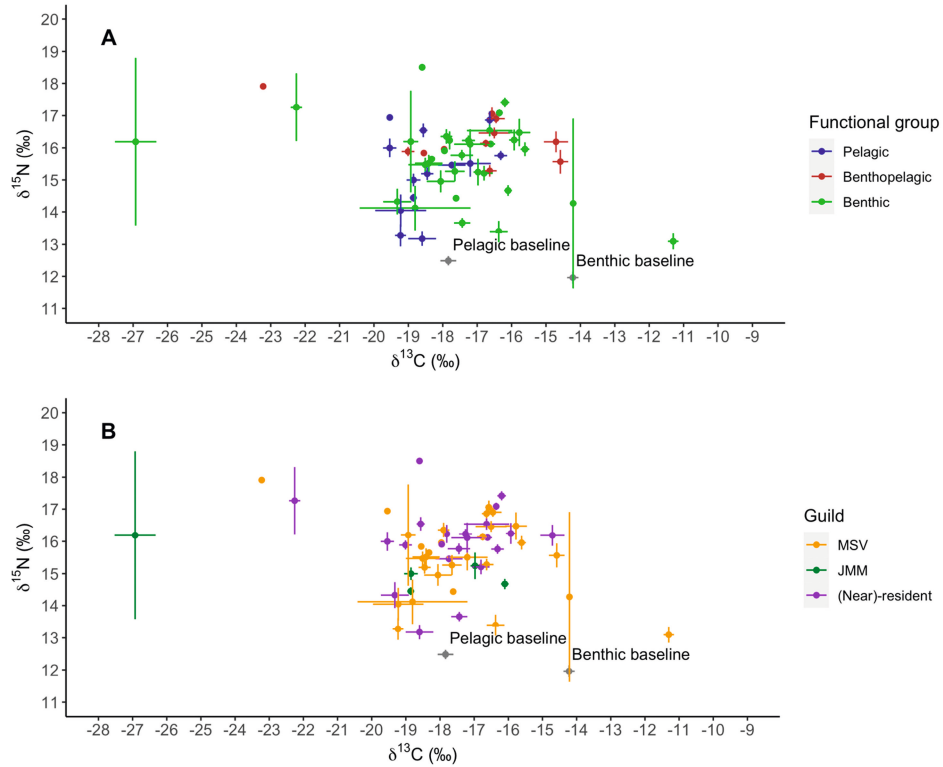 A
20
19
18
17
16
15
14
13
12
11
δ15N (‰)
Pelagic baseline
Benthic baseline
-28 -27 -26 -25 -24 -23 -22 -21 -20 -19 -18 -17 -16 -15 -14 -13 -12 -11 -10 -9
δ13C (‰)
Functional group
Pelagic
Benthopelagic
Benthic
B
20
19
18
17
16
15
14
13
12
11
δ15N (‰)
Pelagic baseline
Benthic baseline
-28 -27 -26 -25 -24 -23 -22 -21 -20 -19 -18 -17 -16 -15 -14 -13 -12 -11 -10 -9
δ13C (‰)
Guild
MSV
JMM
(Near)-resident